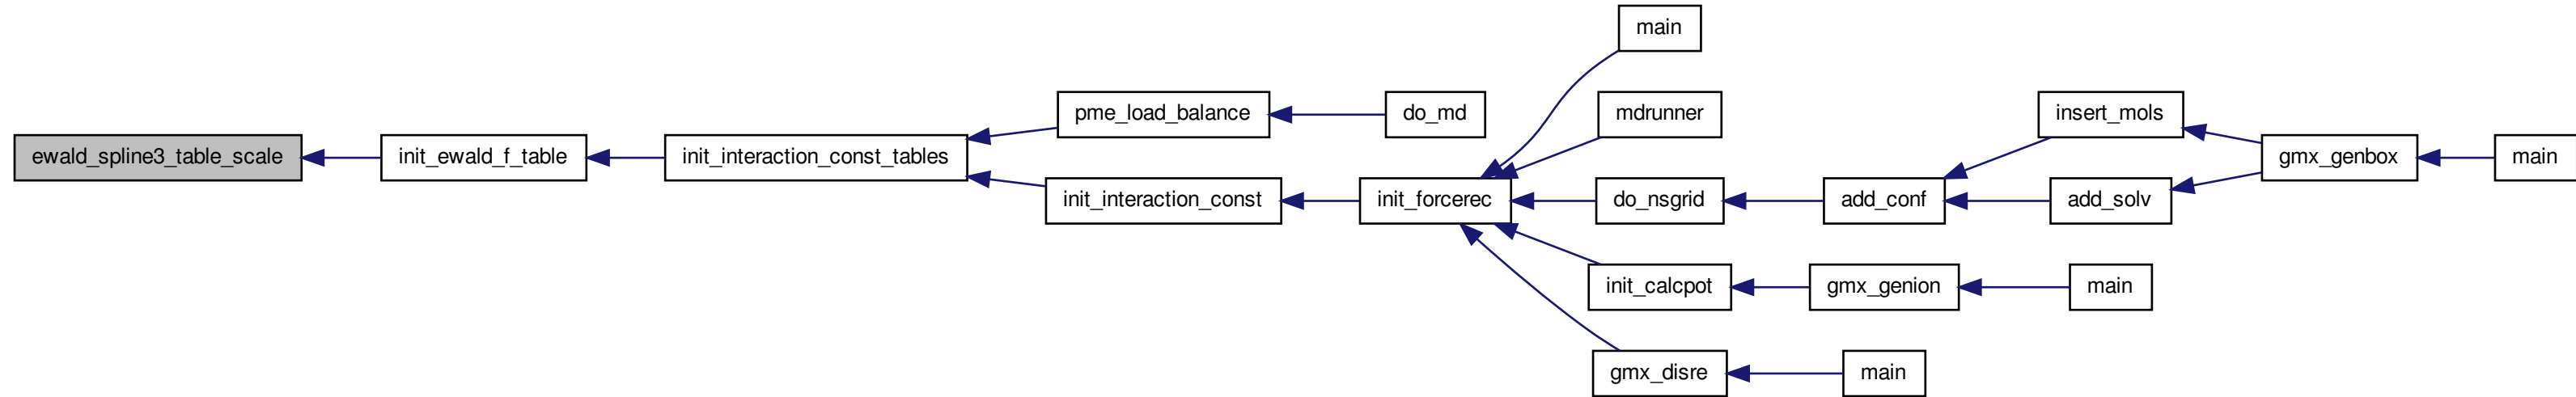 main
pme_load_balance
do_md
mdrunner
insert_mols
ewald_spline3_table_scale
init_ewald_f_table
init_interaction_const_tables
gmx_genbox
main
init_interaction_const
init_forcerec
do_nsgrid
add_conf
add_solv
init_calcpot
gmx_genion
main
gmx_disre
main